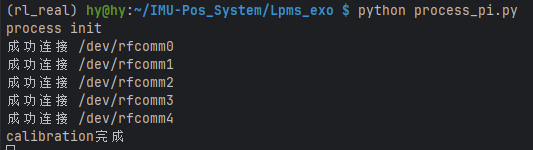 (rl_real) hy@hy:~/IMU-Pos_System/Lpms_exo $ python process_pi.py
process init
成功连接 /dev/rfcomm0
成功连接 /dev/rfcomm1
成功连接 /dev/rfcomm2
成功连接 /dev/rfcomm3
成功连接 /dev/rfcomm4
calibration完成